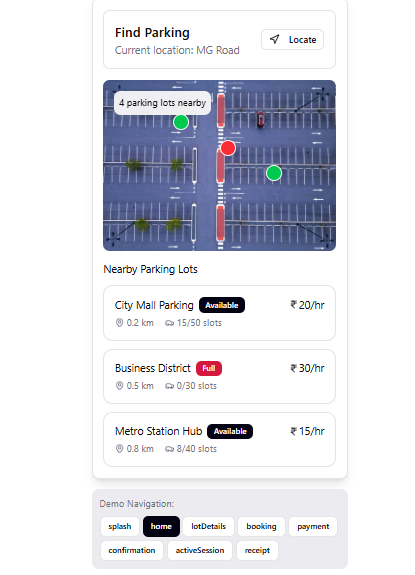 Find Parking
Locate
Current location: MG Road
4 parking lots nearby
Nearby Parking Lots
City Mall Parking Available ₹ 20/hr
0.2 km 15/50 slots
Business District Full ₹ 30/hr
0.5 km 0/30 slots
Metro Station Hub Available ₹ 15/hr
0.8 km 8/40 slots
Demo Navigation:
splash home lotDetails booking payment
confirmation activeSession receipt